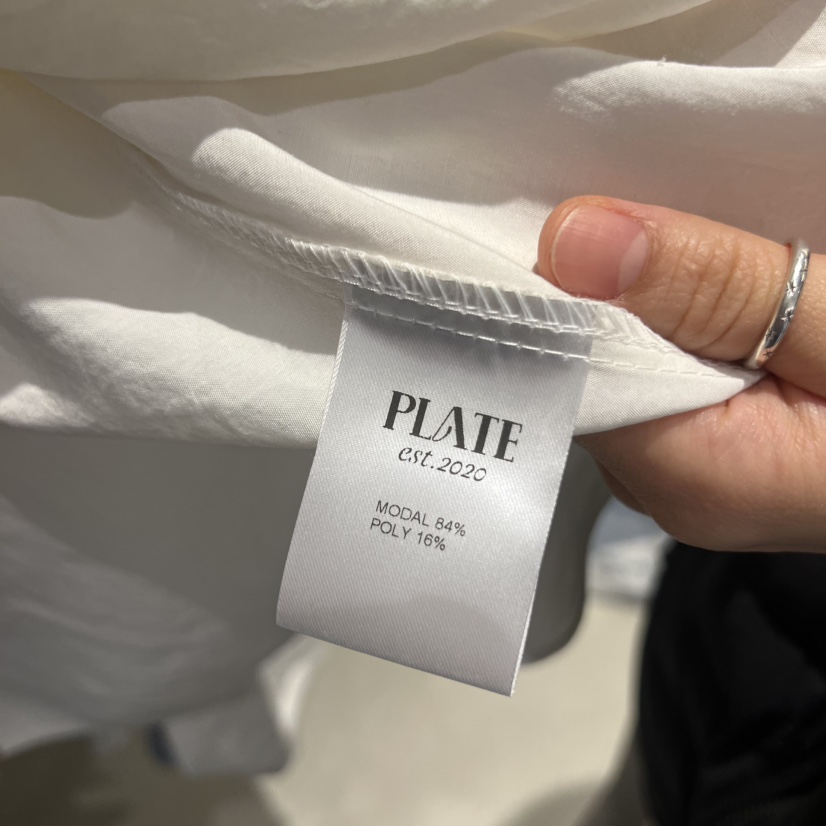 PLATE
est.2020
MODAL 84%
POLY 16%